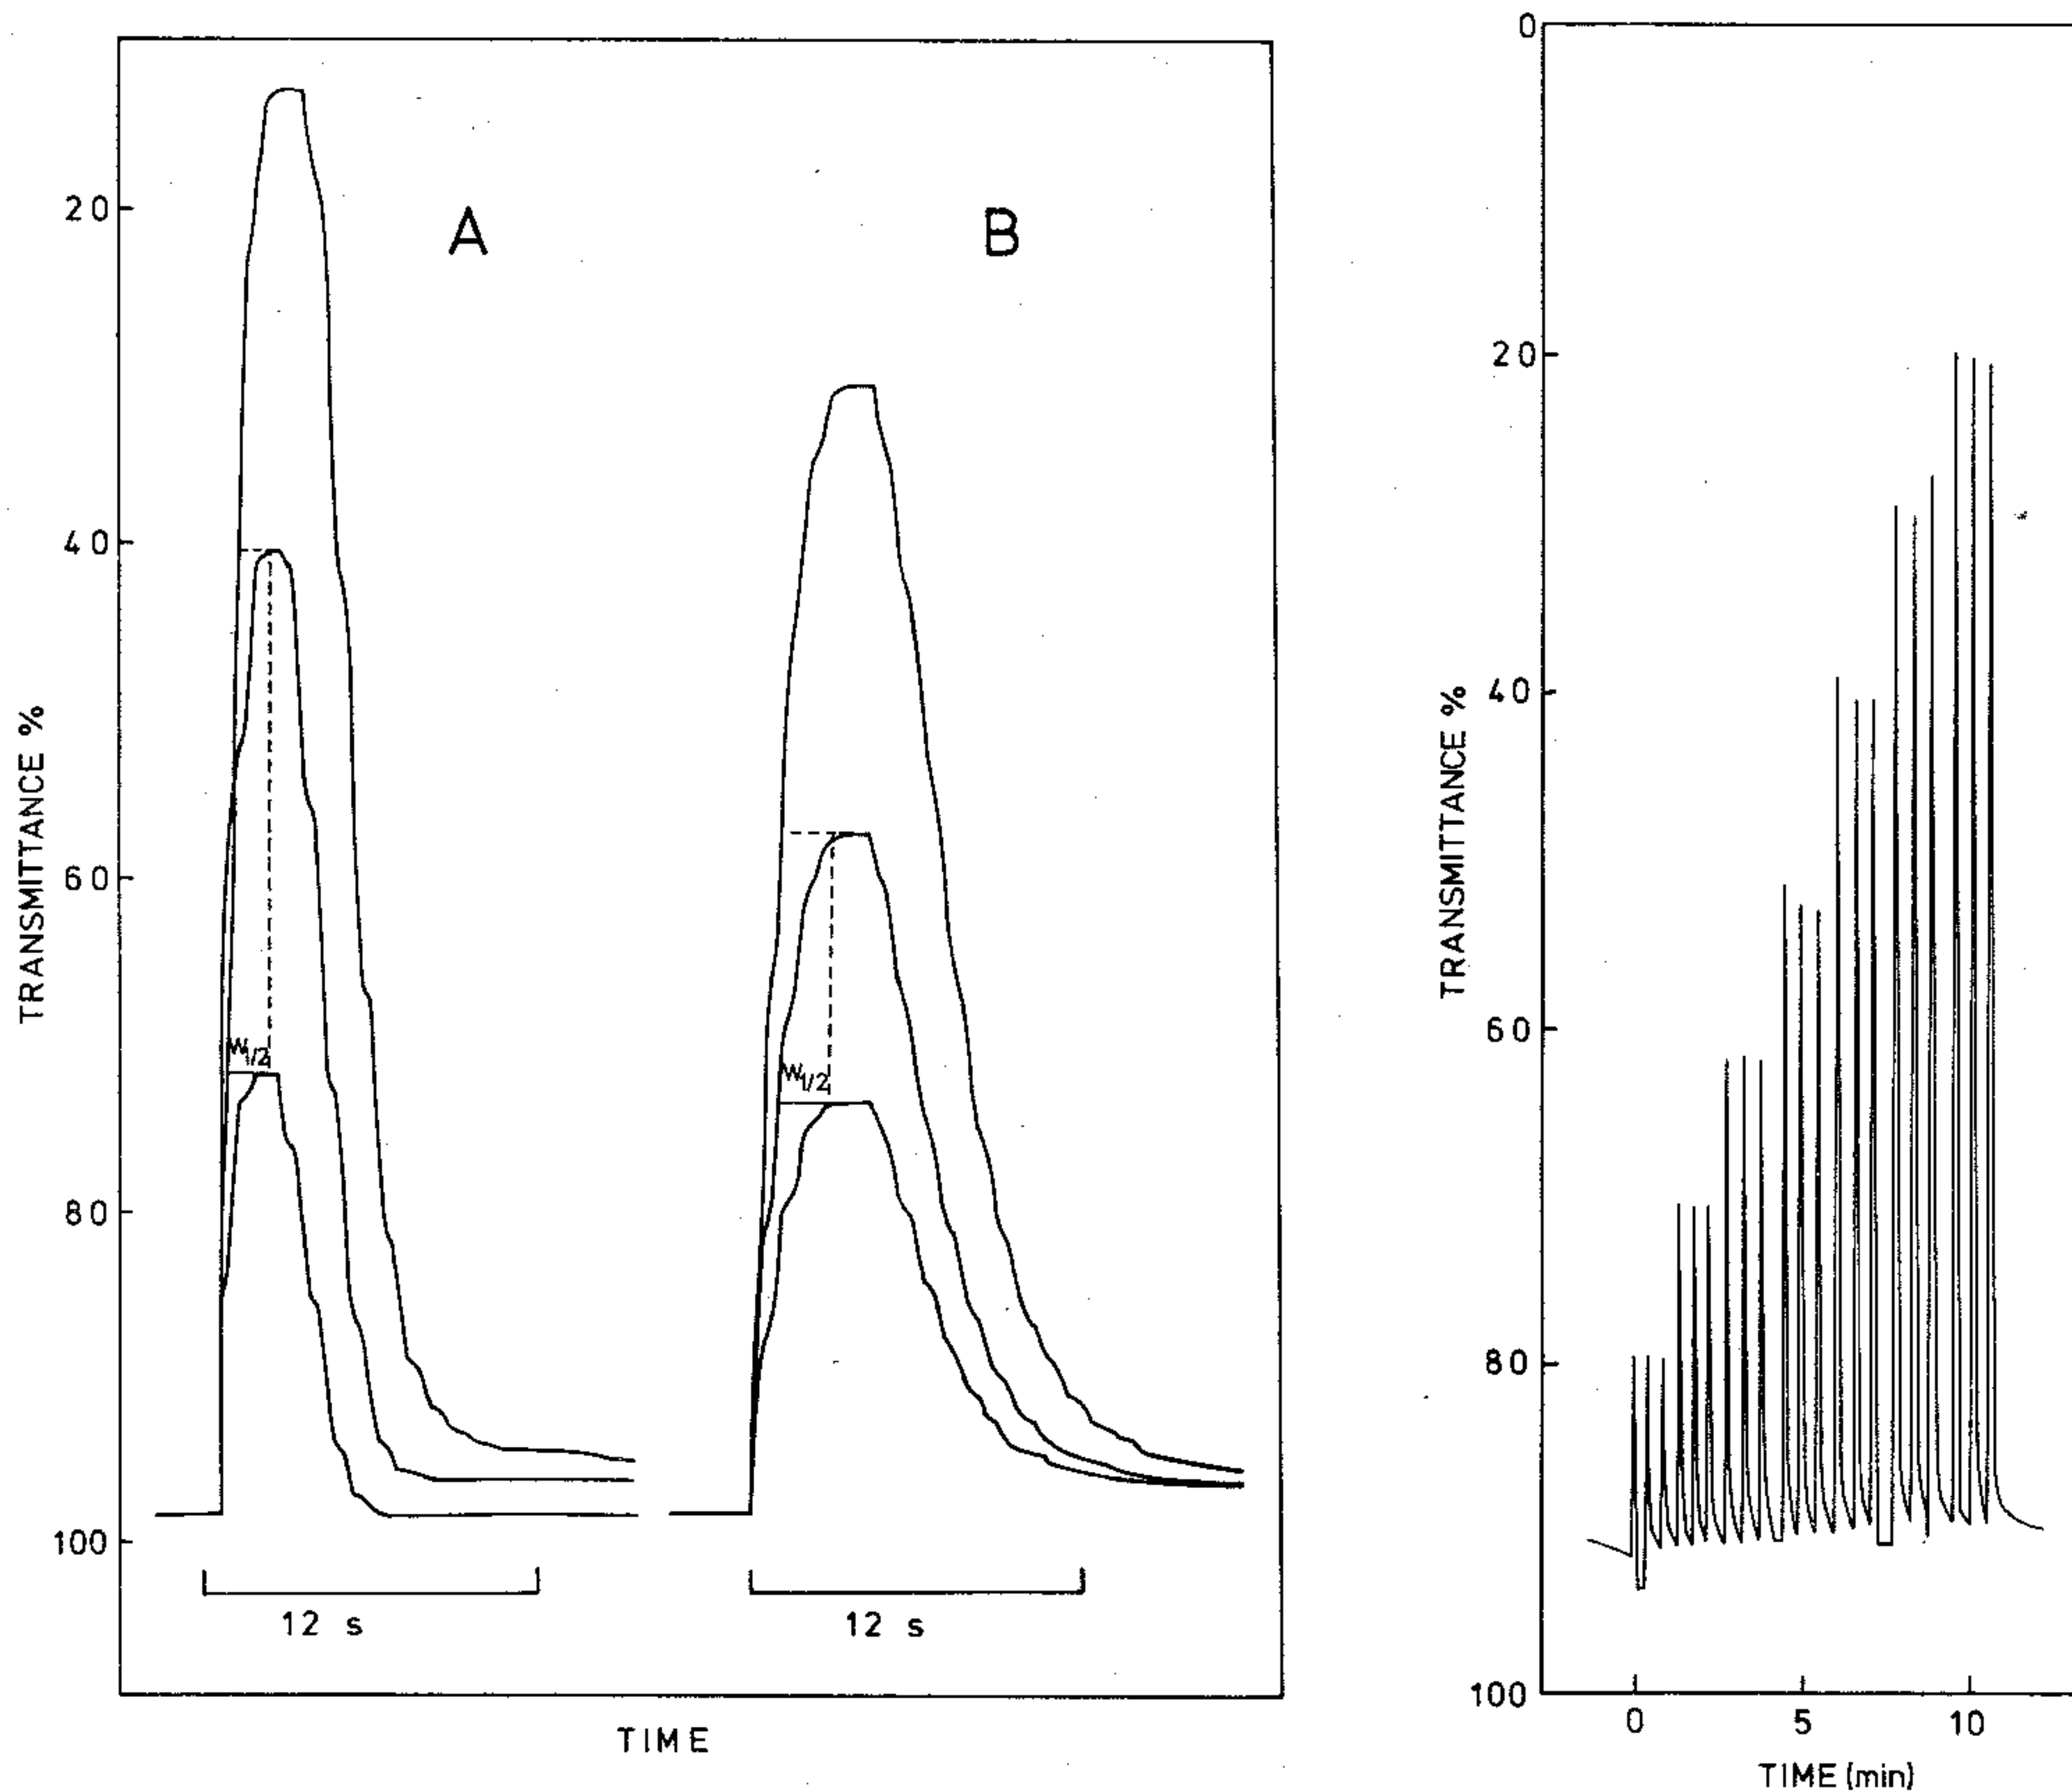 A
B
20
40
60
80
100
TRANSMITTANCE %
W1/2
W1/2
12 s
12 s
TIME
0
20
40
60
80
100
TRANSMITTANCE %
0 5 10
TIME (min)